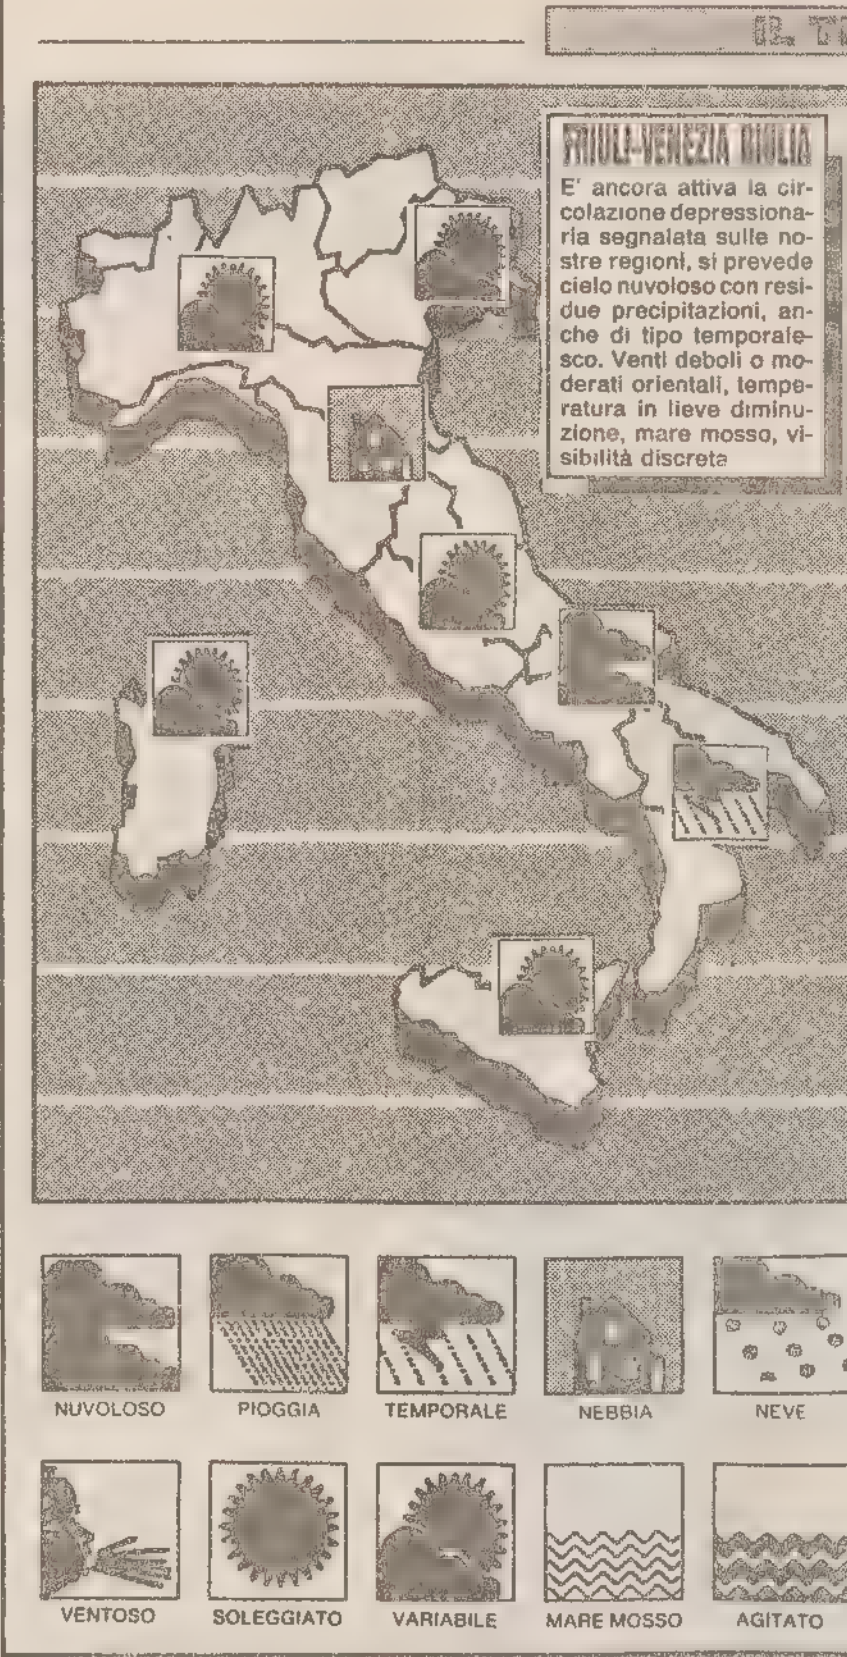 IL
FRIULI-VENEZIA GIULIA
E' ancora attiva la cir-
colazione depressiona-
ria segnalata sulle no-
stre regioni, si prevede
cielo nuvoloso con resi-
due precipitazioni, an-
che di tipo temporale-
sco. Venti deboli o mo-
derati orientali, tempe-
ratura in lieve diminu-
zione, mare mosso, vi-
sibilità discreta
NUVOLOSO PIOGGIA TEMPORALE NEBBIA NEVE
VENTOSO SOLEGGIATO VARIABILE MARE MOSSO AGITATO